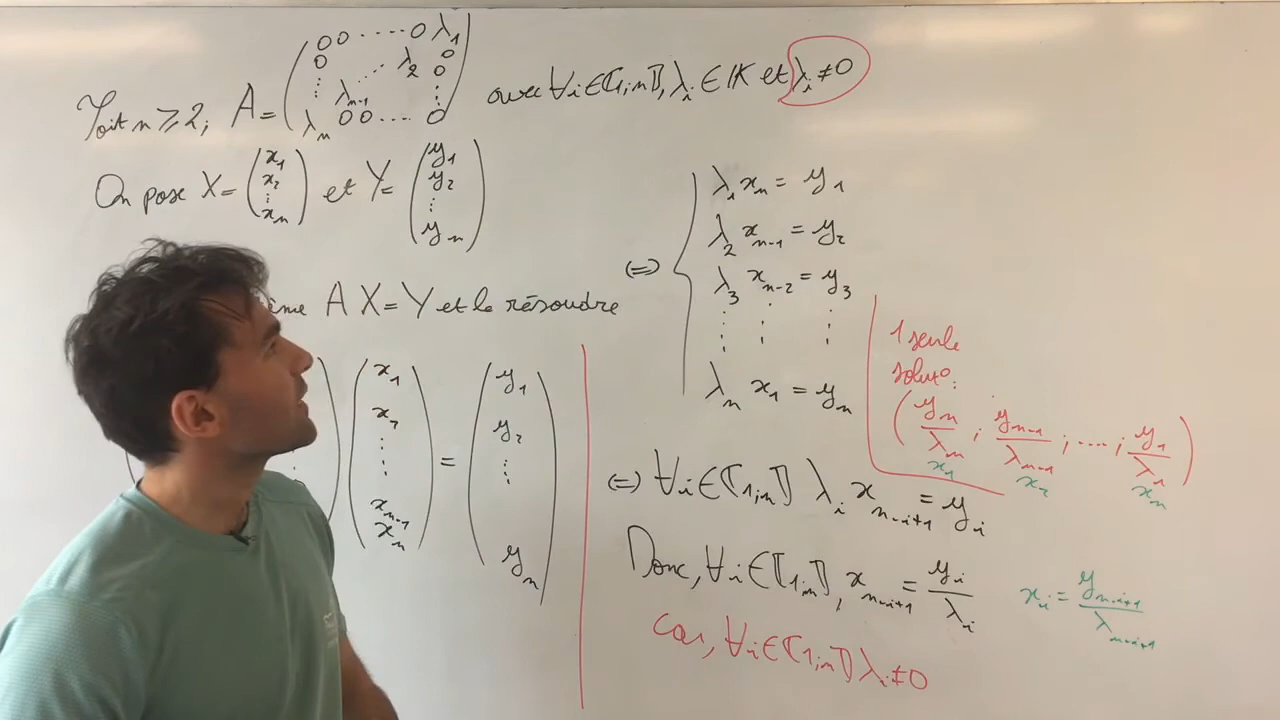 Soit n ⩾ 2; A = ( 0 0 ..... 0 λ₁
0 λ₂ 0
⋮ λₙ₋₁ ⋰ 0 ⋮
λₙ 0 0 .... 0 ) avec ∀i∈⟦1;n⟧, λᵢ ∈ 𝕂 et λᵢ ≠ 0
On pose X = ( x₁ x₂ ⋮ xₙ ) et Y = ( y₁ y₂ ⋮ yₙ )
AX = Y et le résoudre
( x₁ x₂ ⋮ xₙ₋₁ xₙ ) = ( y₁ y₂ ⋮ yₙ )
(=) { λ₁ xₙ = y₁
λ₂ xₙ₋₁ = y₂
λ₃ xₙ₋₂ = y₃
⋮ ⋮ ⋮
λₙ x₁ = yₙ
1 seule
solut°:
( yₙ/λₙ ; yₙ₋₁/λₙ₋₁ ; .... ; y₁/λ₁ )
x₁ x₂ xₙ
(=) ∀i∈⟦1;n⟧ λᵢ xₙ₋ᵢ₊₁ = yᵢ
Donc, ∀i∈⟦1;n⟧, xₙ₋ᵢ₊₁ = yᵢ/λᵢ
xᵢ = yₙ₋ᵢ₊₁/λₙ₋ᵢ₊₁
car, ∀i∈⟦1;n⟧ λᵢ≠0